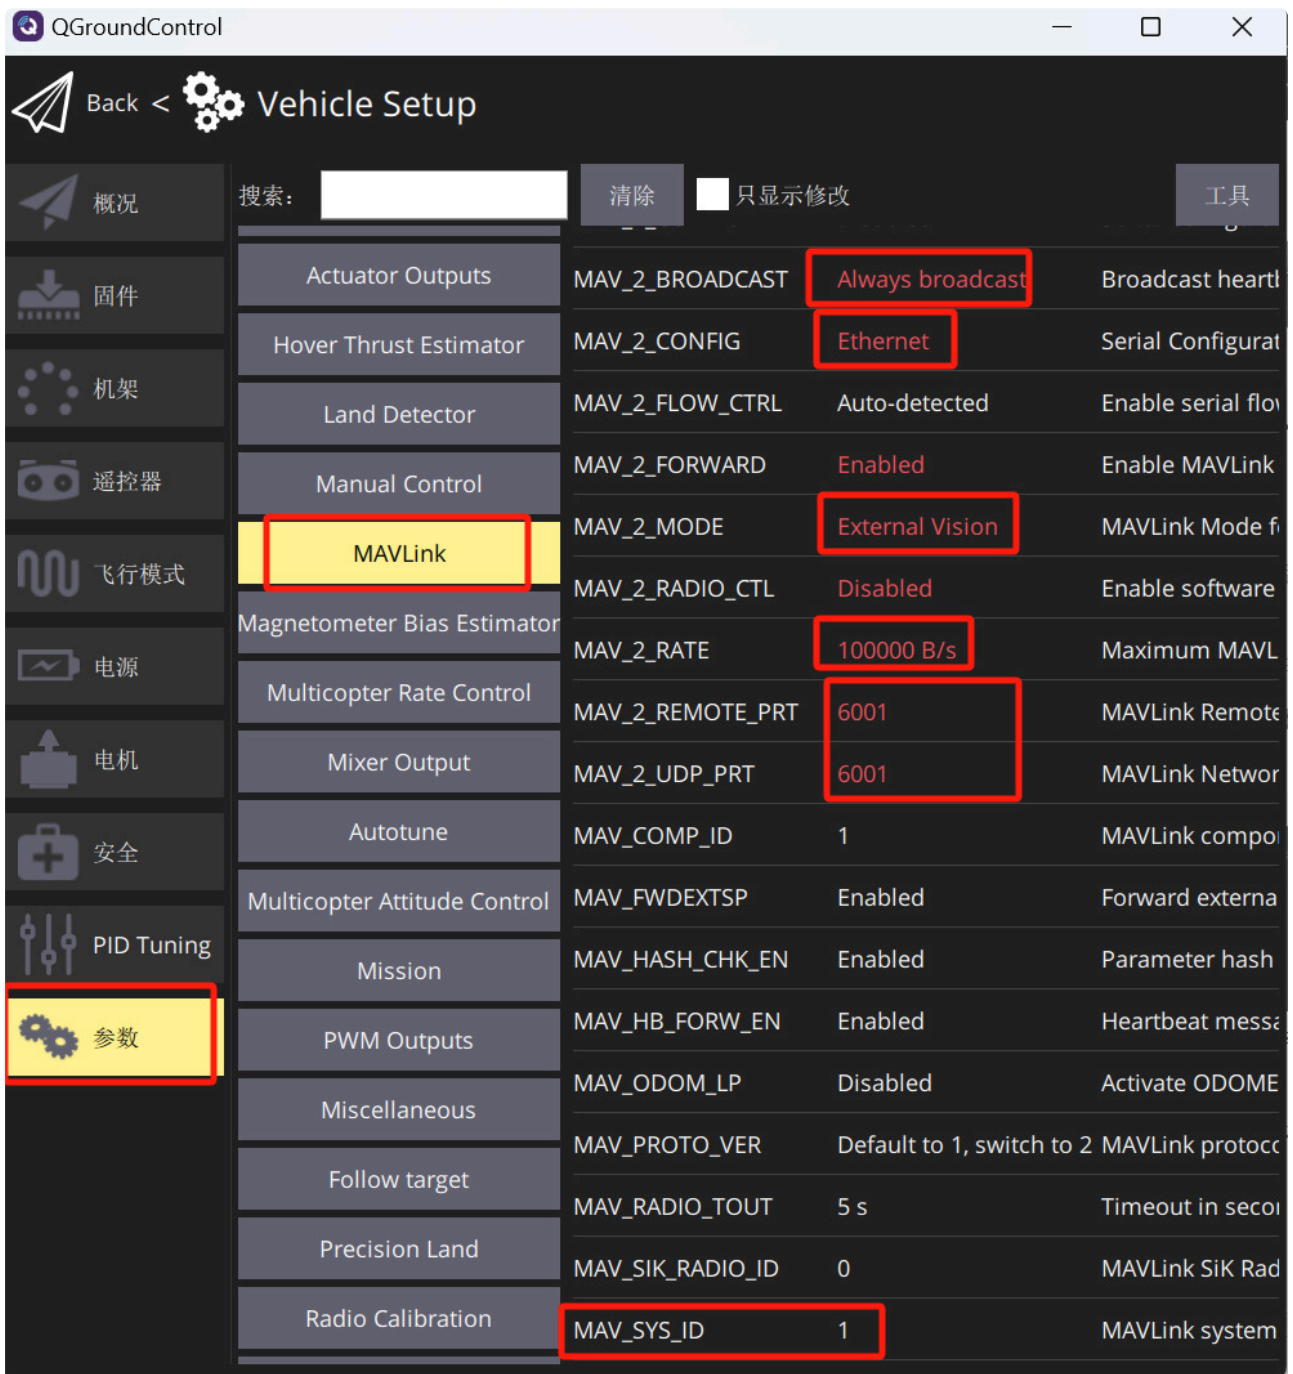 QGroundControl
Back < Vehicle Setup
搜索： 清除 只显示修改 工具
概况
固件
机架
遥控器
飞行模式
电源
电机
安全
PID Tuning
参数
Actuator Outputs
Hover Thrust Estimator
Land Detector
Manual Control
MAVLink
Magnetometer Bias Estimator
Multicopter Rate Control
Mixer Output
Autotune
Multicopter Attitude Control
Mission
PWM Outputs
Miscellaneous
Follow target
Precision Land
Radio Calibration
MAV_2_BROADCAST Always broadcast Broadcast heartb
MAV_2_CONFIG Ethernet Serial Configurat
MAV_2_FLOW_CTRL Auto-detected Enable serial flow
MAV_2_FORWARD Enabled Enable MAVLink
MAV_2_MODE External Vision MAVLink Mode fo
MAV_2_RADIO_CTL Disabled Enable software
MAV_2_RATE 100000 B/s Maximum MAVL
MAV_2_REMOTE_PRT 6001 MAVLink Remote
MAV_2_UDP_PRT 6001 MAVLink Networ
MAV_COMP_ID 1 MAVLink compo
MAV_FWDEXTSP Enabled Forward externa
MAV_HASH_CHK_EN Enabled Parameter hash
MAV_HB_FORW_EN Enabled Heartbeat messa
MAV_ODOM_LP Disabled Activate ODOME
MAV_PROTO_VER Default to 1, switch to 2 MAVLink protoco
MAV_RADIO_TOUT 5 s Timeout in seco
MAV_SIK_RADIO_ID 0 MAVLink SiK Rad
MAV_SYS_ID 1 MAVLink system